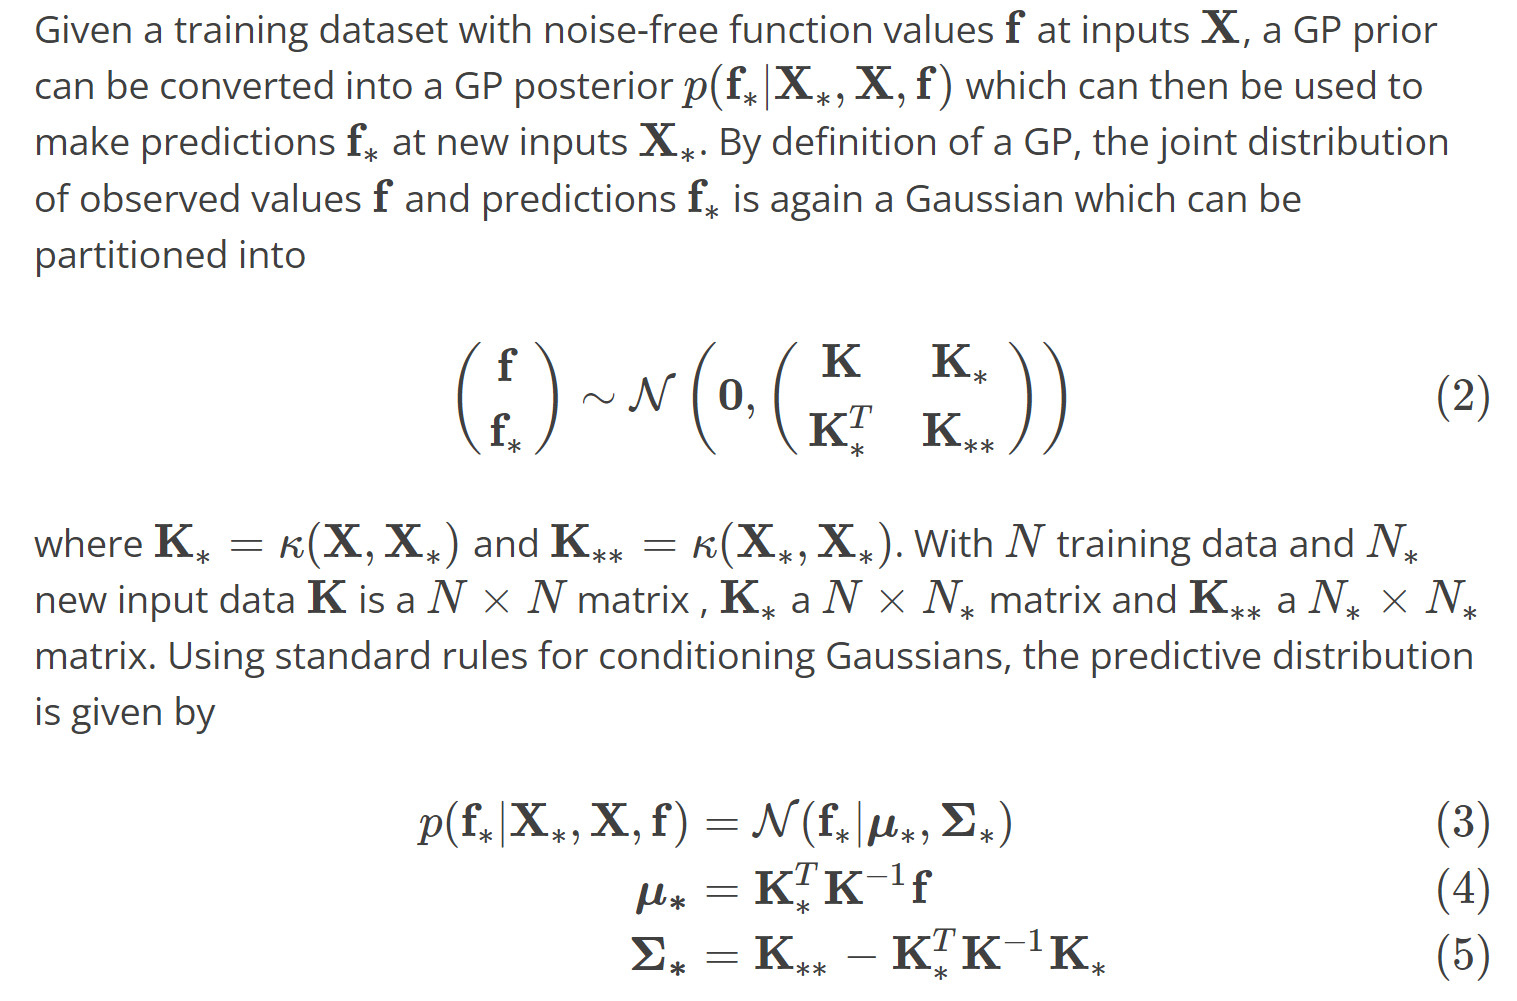 Given a training dataset with noise-free function values $\mathbf{f}$ at inputs $\mathbf{X}$, a GP prior
can be converted into a GP posterior $p(\mathbf{f}_*|\mathbf{X}_*,\mathbf{X},\mathbf{f})$ which can then be used to
make predictions $\mathbf{f}_*$ at new inputs $\mathbf{X}_*$. By definition of a GP, the joint distribution
of observed values $\mathbf{f}$ and predictions $\mathbf{f}_*$ is again a Gaussian which can be
partitioned into
$\begin{pmatrix}\mathbf{f}\\\mathbf{f}_*\end{pmatrix} \sim \mathcal{N}\left(\mathbf{0}, \begin{pmatrix}\mathbf{K} & \mathbf{K}_*\\\mathbf{K}_*^T & \mathbf{K}_{**}\end{pmatrix}\right)$ (2)
where $\mathbf{K}_* = \kappa(\mathbf{X},\mathbf{X}_*)$ and $\mathbf{K}_{**} = \kappa(\mathbf{X}_*,\mathbf{X}_*)$. With $N$ training data and $N_*$
new input data $\mathbf{K}$ is a $N \times N$ matrix , $\mathbf{K}_*$ a $N \times N_*$ matrix and $\mathbf{K}_{**}$ a $N_* \times N_*$
matrix. Using standard rules for conditioning Gaussians, the predictive distribution
is given by
$p(\mathbf{f}_*|\mathbf{X}_*,\mathbf{X},\mathbf{f}) = \mathcal{N}(\mathbf{f}_*|\boldsymbol{\mu}_*, \boldsymbol{\Sigma}_*)$ (3)
$\boldsymbol{\mu_*} = \mathbf{K}_*^T \mathbf{K}^{-1} \mathbf{f}$ (4)
$\boldsymbol{\Sigma_*} = \mathbf{K}_{**} - \mathbf{K}_*^T \mathbf{K}^{-1} \mathbf{K}_*$ (5)